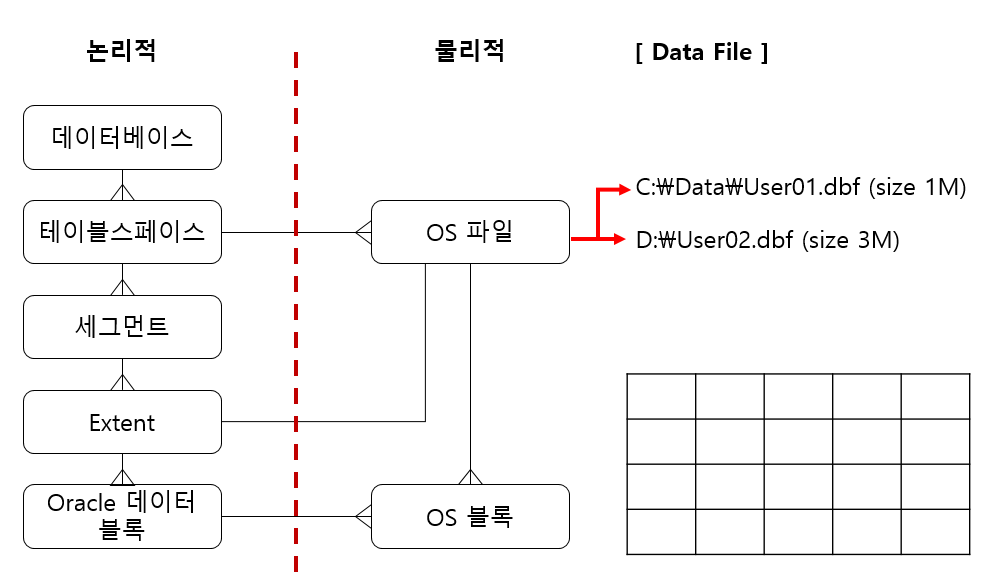 논리적
물리적
[ Data File ]
데이터베이스
테이블스페이스
OS 파일
C:₩Data₩User01.dbf (size 1M)
D:₩User02.dbf (size 3M)
세그먼트
Extent
Oracle 데이터
블록
OS 블록